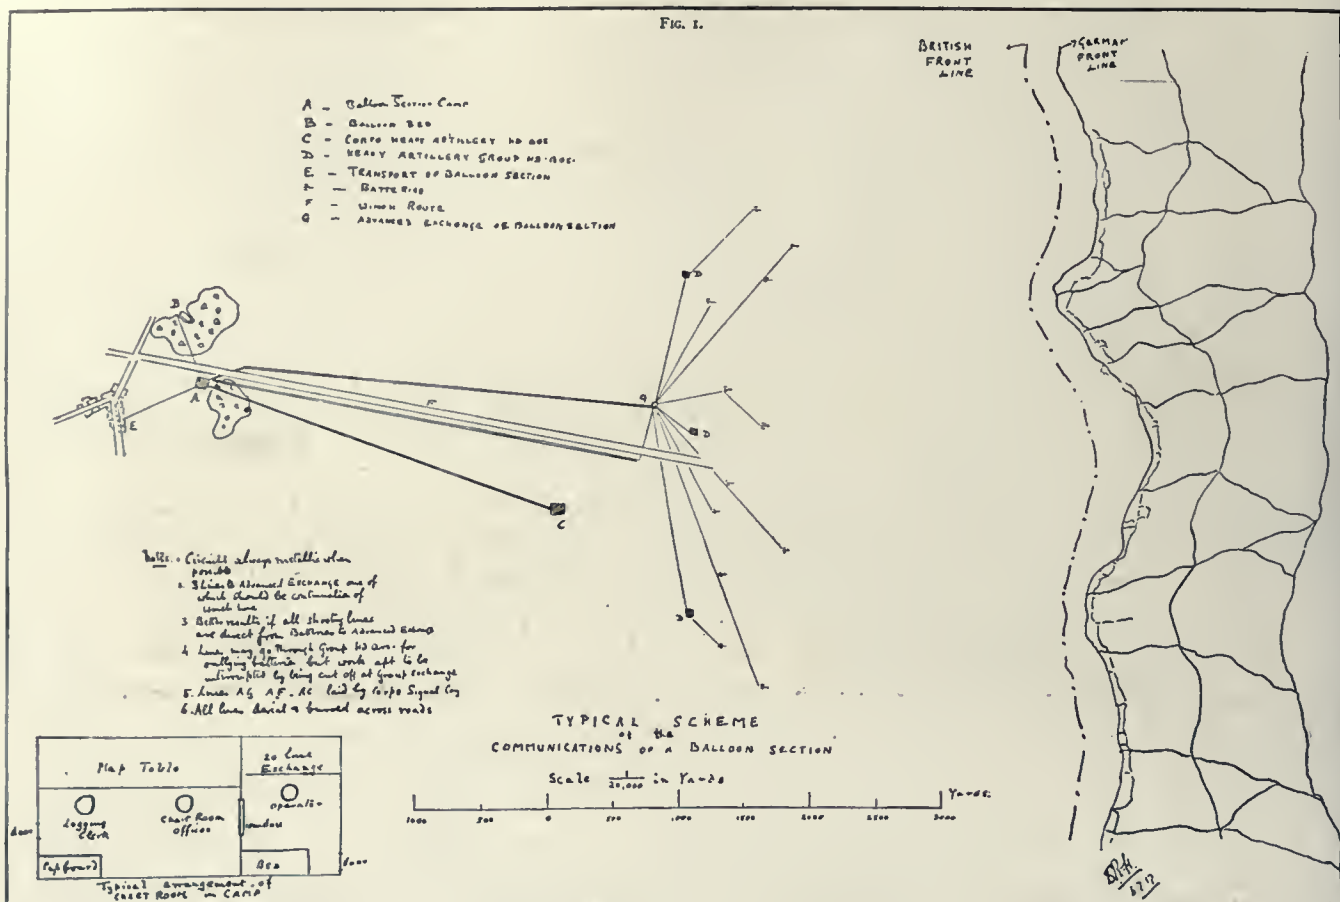 FIG. 1.
BRITISH
FRONT
LINE
GERMAN
FRONT
LINE
A - Balloon Section Camp
B - BALLOON BED
C - CORPS HEAVY ARTILLERY HD QRS
D - HEAVY ARTILLERY GROUP HD.QRS.
E - TRANSPORT OF BALLOON SECTION
- BATTERIES
F - WINCH ROUTE
G - ADVANCED EXCHANGE OF BALLOON SECTION
B
A
E
F
G
D
D
D
C
Notes. Circuits always metallic when
possible
2. 3 Lines to Advanced EXCHANGE one of
which should be continuation of
winch line
3 Better results if all shooting lines
are direct from Batteries to Advanced
4. Lines may go through Group HD QRS. for
outlying batteries but work apt to be
interrupted by being cut off at Group Exchange
5. Lines AG AF. AC laid by Corps Signal Coy
6. All lines aerial & buried across roads
TYPICAL SCHEME
of the
COMMUNICATIONS OF A BALLOON SECTION
Scale 1/20,000 in Yards
1000 500 0 500 1000 1500 2000 2500 3000 Yards.
Map Table
20 Line
Exchange
Logging
Clerk
Chart Room
Officer
Operator
window
door
Cupboard
Bed
door
Typical arrangement of
CHART ROOM in CAMP